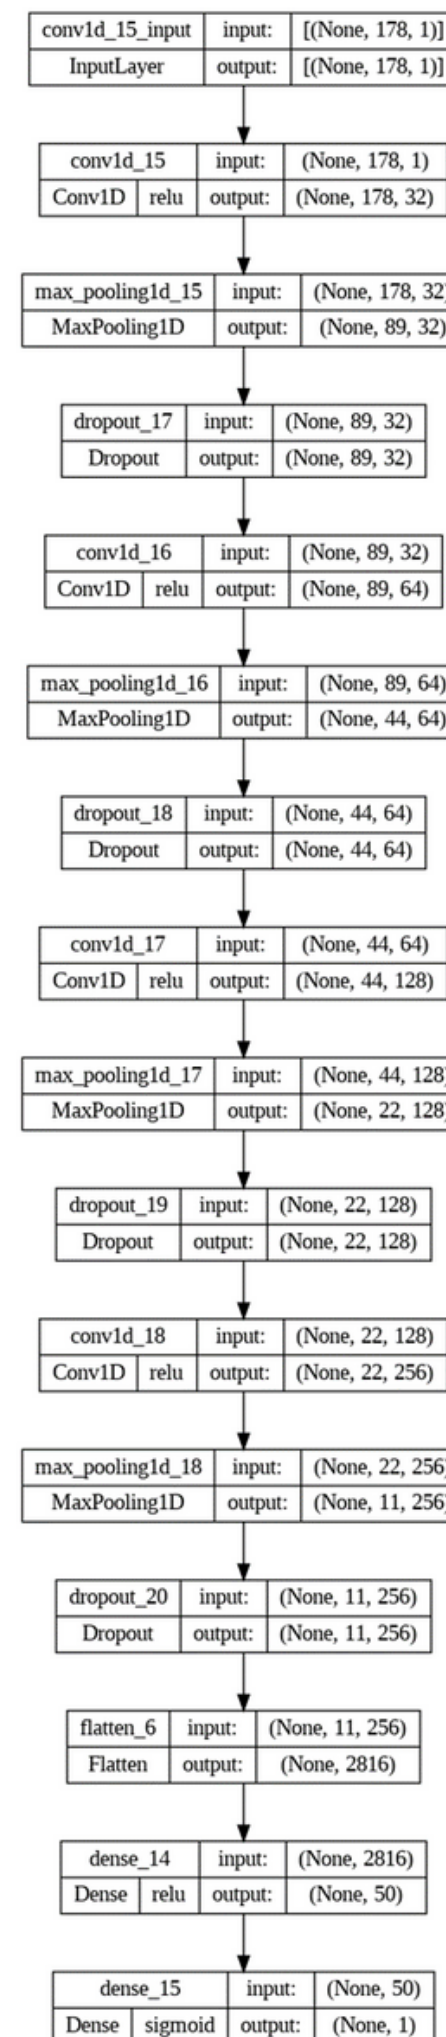 conv1d_15_input input: [(None, 178, 1)]
InputLayer output: [(None, 178, 1)]
conv1d_15 input: (None, 178, 1)
Conv1D relu output: (None, 178, 32)
max_pooling1d_15 input: (None, 178, 32)
MaxPooling1D output: (None, 89, 32)
dropout_17 input: (None, 89, 32)
Dropout output: (None, 89, 32)
conv1d_16 input: (None, 89, 32)
Conv1D relu output: (None, 89, 64)
max_pooling1d_16 input: (None, 89, 64)
MaxPooling1D output: (None, 44, 64)
dropout_18 input: (None, 44, 64)
Dropout output: (None, 44, 64)
conv1d_17 input: (None, 44, 64)
Conv1D relu output: (None, 44, 128)
max_pooling1d_17 input: (None, 44, 128)
MaxPooling1D output: (None, 22, 128)
dropout_19 input: (None, 22, 128)
Dropout output: (None, 22, 128)
conv1d_18 input: (None, 22, 128)
Conv1D relu output: (None, 22, 256)
max_pooling1d_18 input: (None, 22, 256)
MaxPooling1D output: (None, 11, 256)
dropout_20 input: (None, 11, 256)
Dropout output: (None, 11, 256)
flatten_6 input: (None, 11, 256)
Flatten output: (None, 2816)
dense_14 input: (None, 2816)
Dense relu output: (None, 50)
dense_15 input: (None, 50)
Dense sigmoid output: (None, 1)